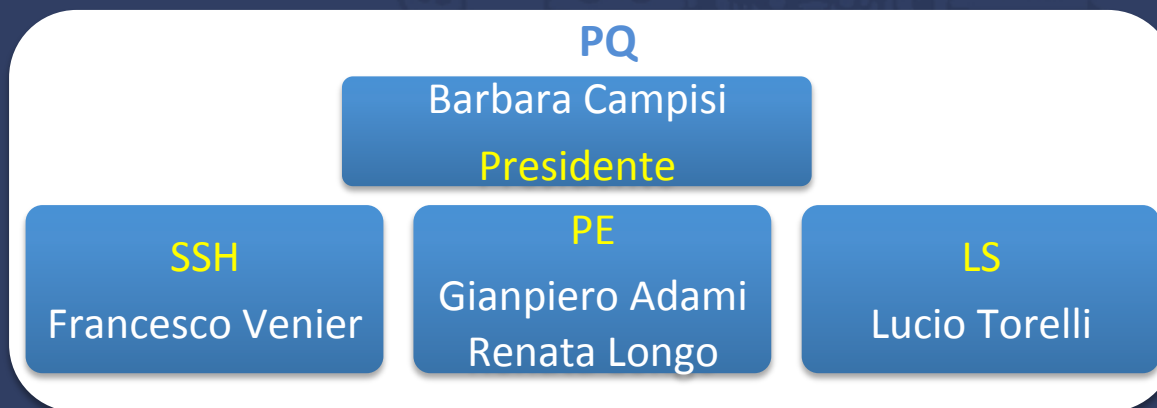 PQ
Barbara Campisi
Presidente
SSH
Francesco Venier
PE
Gianpiero Adami
Renata Longo
LS
Lucio Torelli